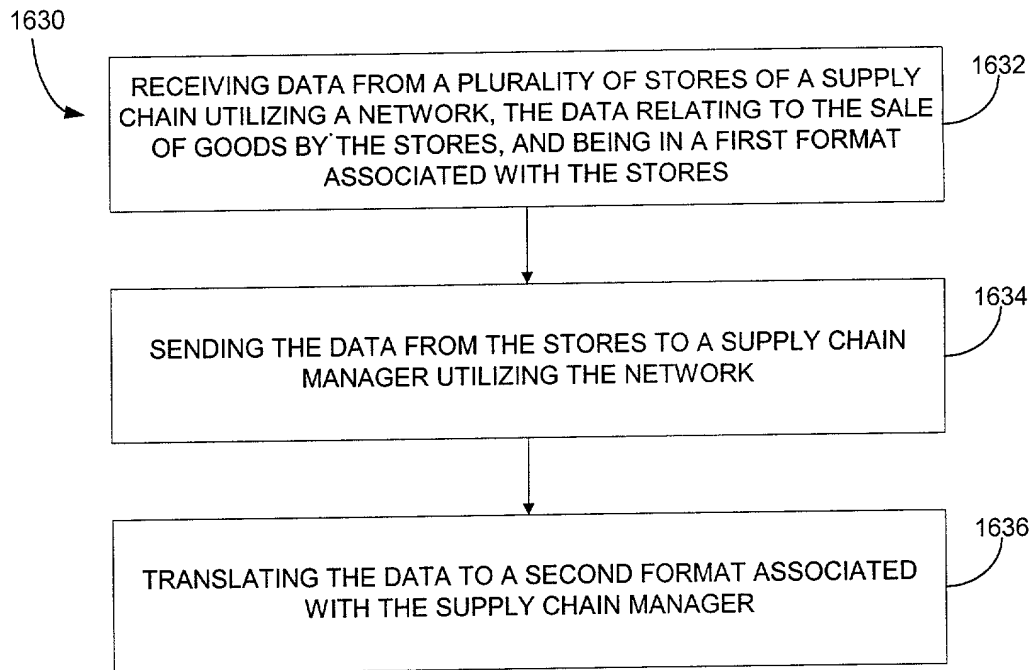 1630
RECEIVING DATA FROM A PLURALITY OF STORES OF A SUPPLY
CHAIN UTILIZING A NETWORK, THE DATA RELATING TO THE SALE
OF GOODS BY THE STORES, AND BEING IN A FIRST FORMAT
ASSOCIATED WITH THE STORES
1632
SENDING THE DATA FROM THE STORES TO A SUPPLY CHAIN
MANAGER UTILIZING THE NETWORK
1634
TRANSLATING THE DATA TO A SECOND FORMAT ASSOCIATED
WITH THE SUPPLY CHAIN MANAGER
1636